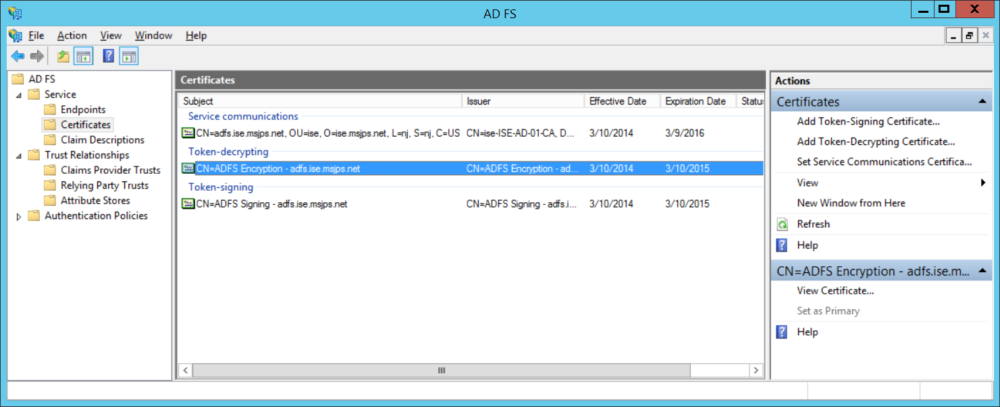 AD FS
File Action View Window Help
AD FS
Service
Endpoints
Certificates
Claim Descriptions
Trust Relationships
Claims Provider Trusts
Relying Party Trusts
Attribute Stores
Authentication Policies
Certificates
Subject Issuer Effective Date Expiration Date Status
Service communications
CN=adfs.ise.msjps.net, OU=ise, O=ise.msjps.net, L=nj, S=nj, C=US CN=ise-ISE-AD-01-CA, D... 3/10/2014 3/9/2016
Token-decrypting
CN=ADFS Encryption - adfs.ise.msjps.net CN=ADFS Encryption - ad... 3/10/2014 3/10/2015
Token-signing
CN=ADFS Signing - adfs.ise.msjps.net CN=ADFS Signing - adfs.i... 3/10/2014 3/10/2015
Actions
Certificates
Add Token-Signing Certificate...
Add Token-Decrypting Certificate...
Set Service Communications Certifica...
View
New Window from Here
Refresh
Help
CN=ADFS Encryption - adfs.ise.m...
View Certificate...
Set as Primary
Help